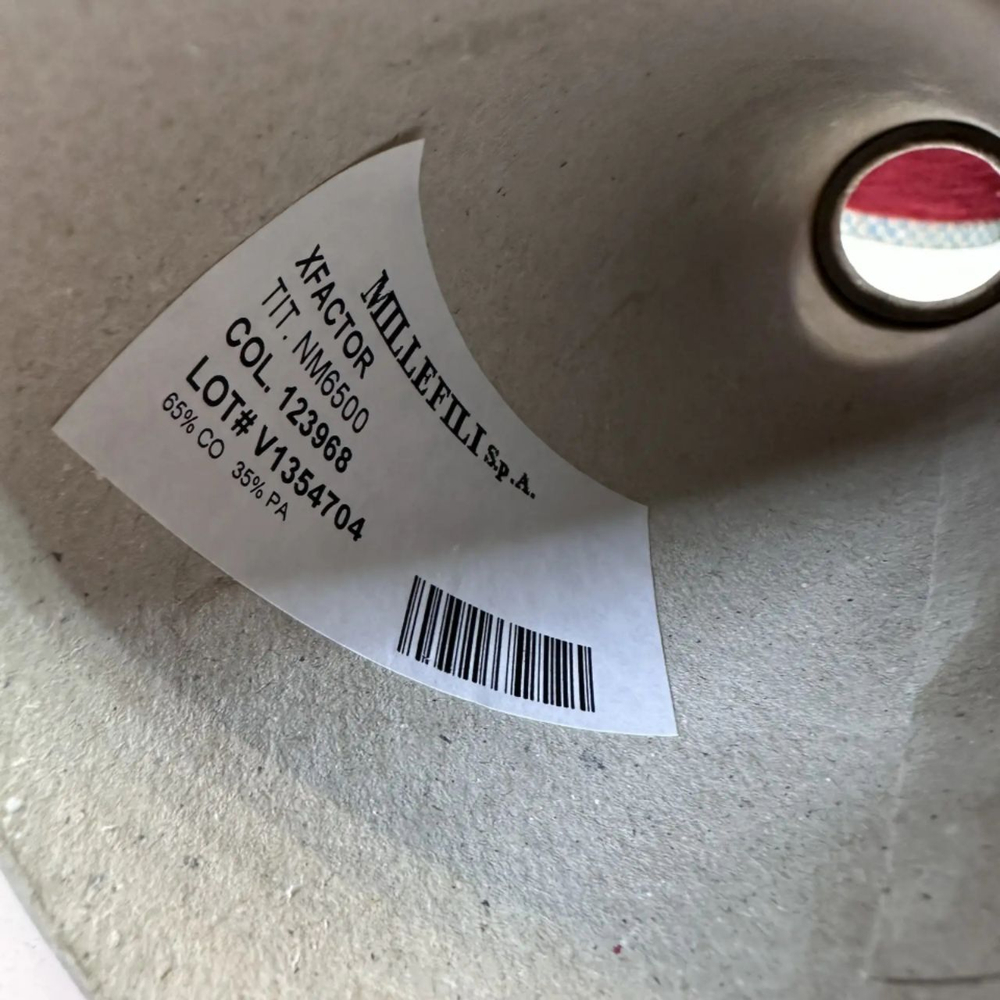 MILLEFILI S.p.A.
XFACTOR
TIT. NM6500
COL. 123968
LOT# V1354704
65% CO 35% PA